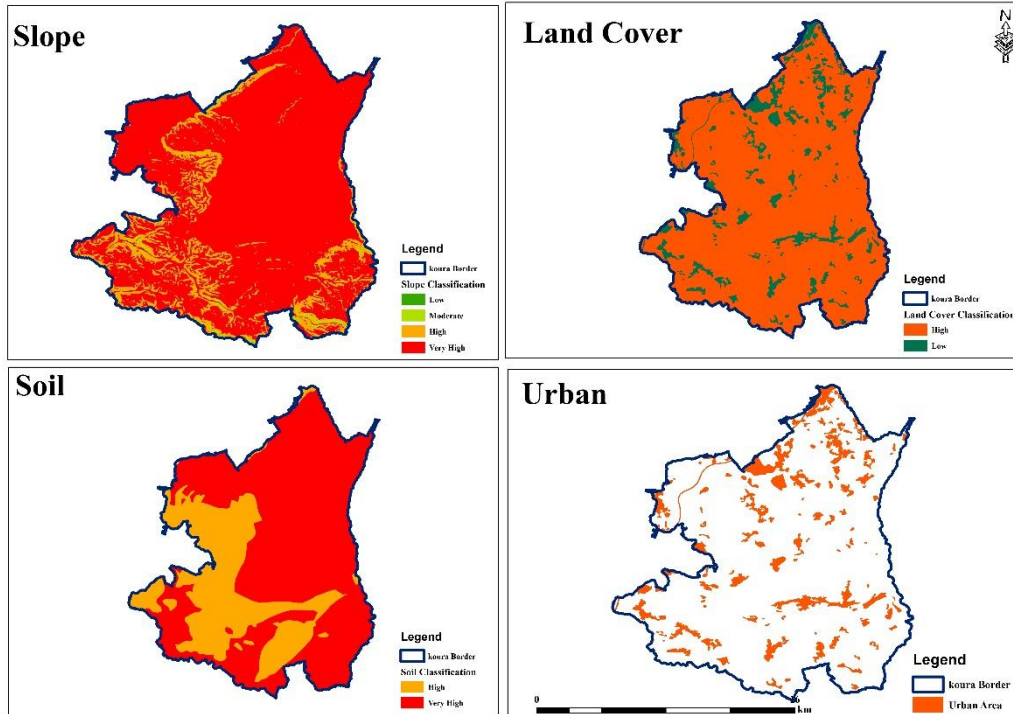 Slope
Legend
koura Border
Slope Classification
Low
Moderate
High
Very High
Land Cover
N
Legend
koura Border
Land Cover Classification
High
Low
Soil
Legend
koura Border
Soil Classification
High
Very High
Urban
Legend
koura Border
Urban Area
0
km